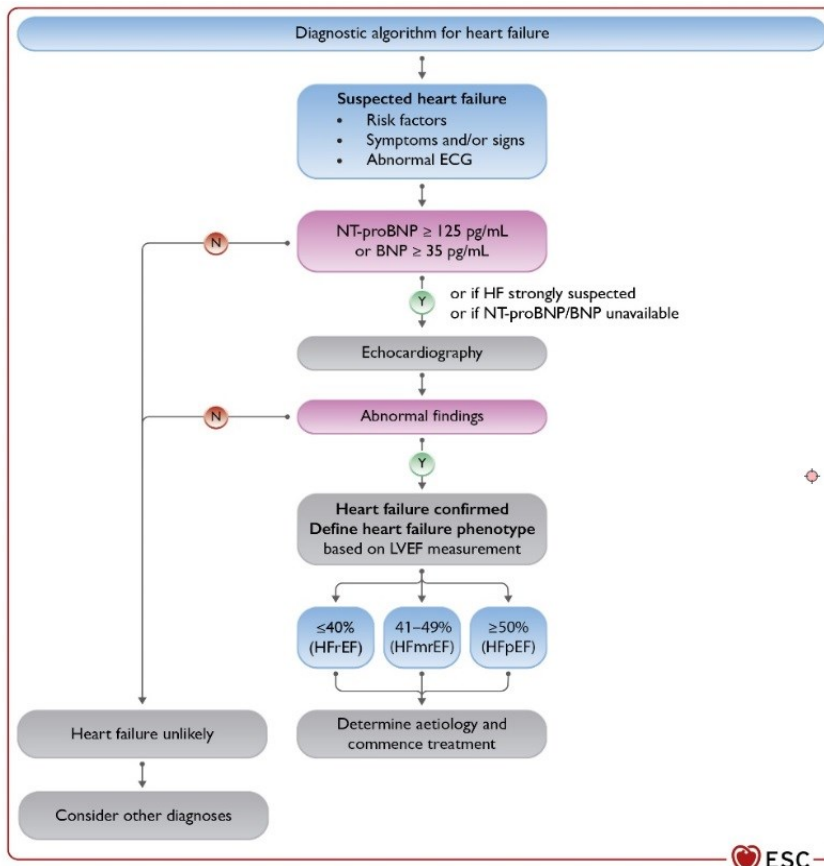 Diagnostic algorithm for heart failure
Suspected heart failure
• Risk factors
• Symptoms and/or signs
• Abnormal ECG
NT-proBNP ≥ 125 pg/mL
or BNP ≥ 35 pg/mL
N
Y
or if HF strongly suspected
or if NT-proBNP/BNP unavailable
Echocardiography
Abnormal findings
N
Y
Heart failure confirmed
Define heart failure phenotype
based on LVEF measurement
≤40%
(HFrEF)
41–49%
(HFmrEF)
≥50%
(HFpEF)
Heart failure unlikely
Determine aetiology and
commence treatment
Consider other diagnoses
ESC